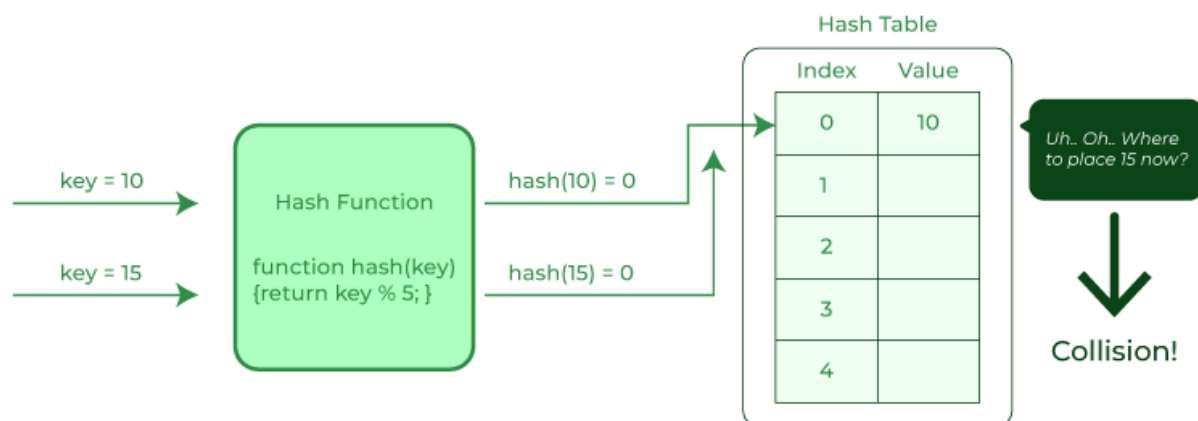 Hash Table
Index Value
key = 10
key = 15
Hash Function
function hash(key)
{return key % 5; }
hash(10) = 0
hash(15) = 0
0 10
1
2
3
4
Uh.. Oh.. Where
to place 15 now?
Collision!